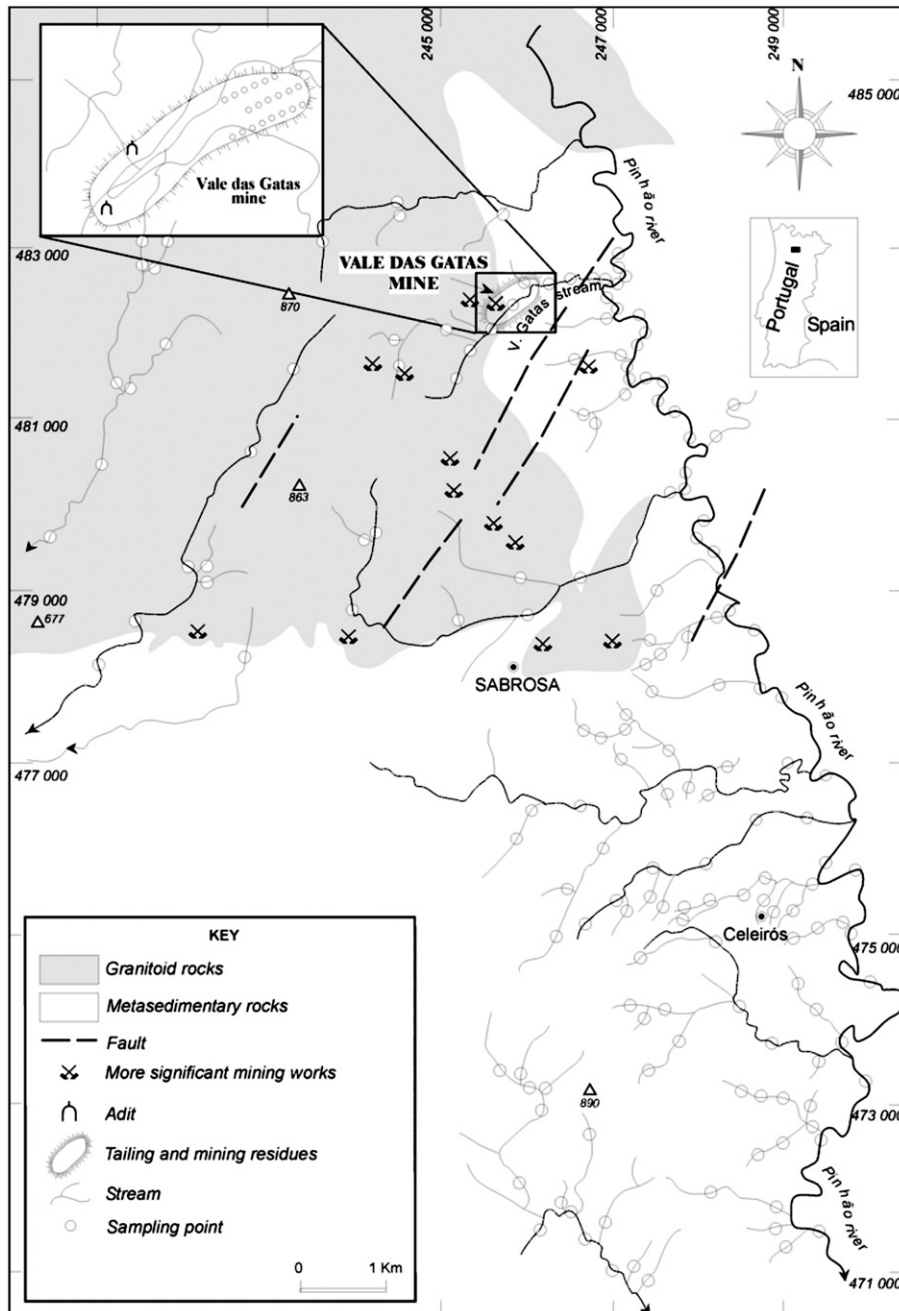 245 000
247 000
249 000
485 000
N
Vale das Gatas
mine
Pinhão river
Portugal
Spain
483 000
VALE DAS GATAS
MINE
V. Gatas stream
870
481 000
863
479 000
677
SABROSA
Pinhão river
477 000
Celeirós
475 000
KEY
Granitoid rocks
Metasedimentary rocks
Fault
More significant mining works
Adit
Tailing and mining residues
Stream
Sampling point
0
1 Km
890
473 000
Pinhão river
471 000